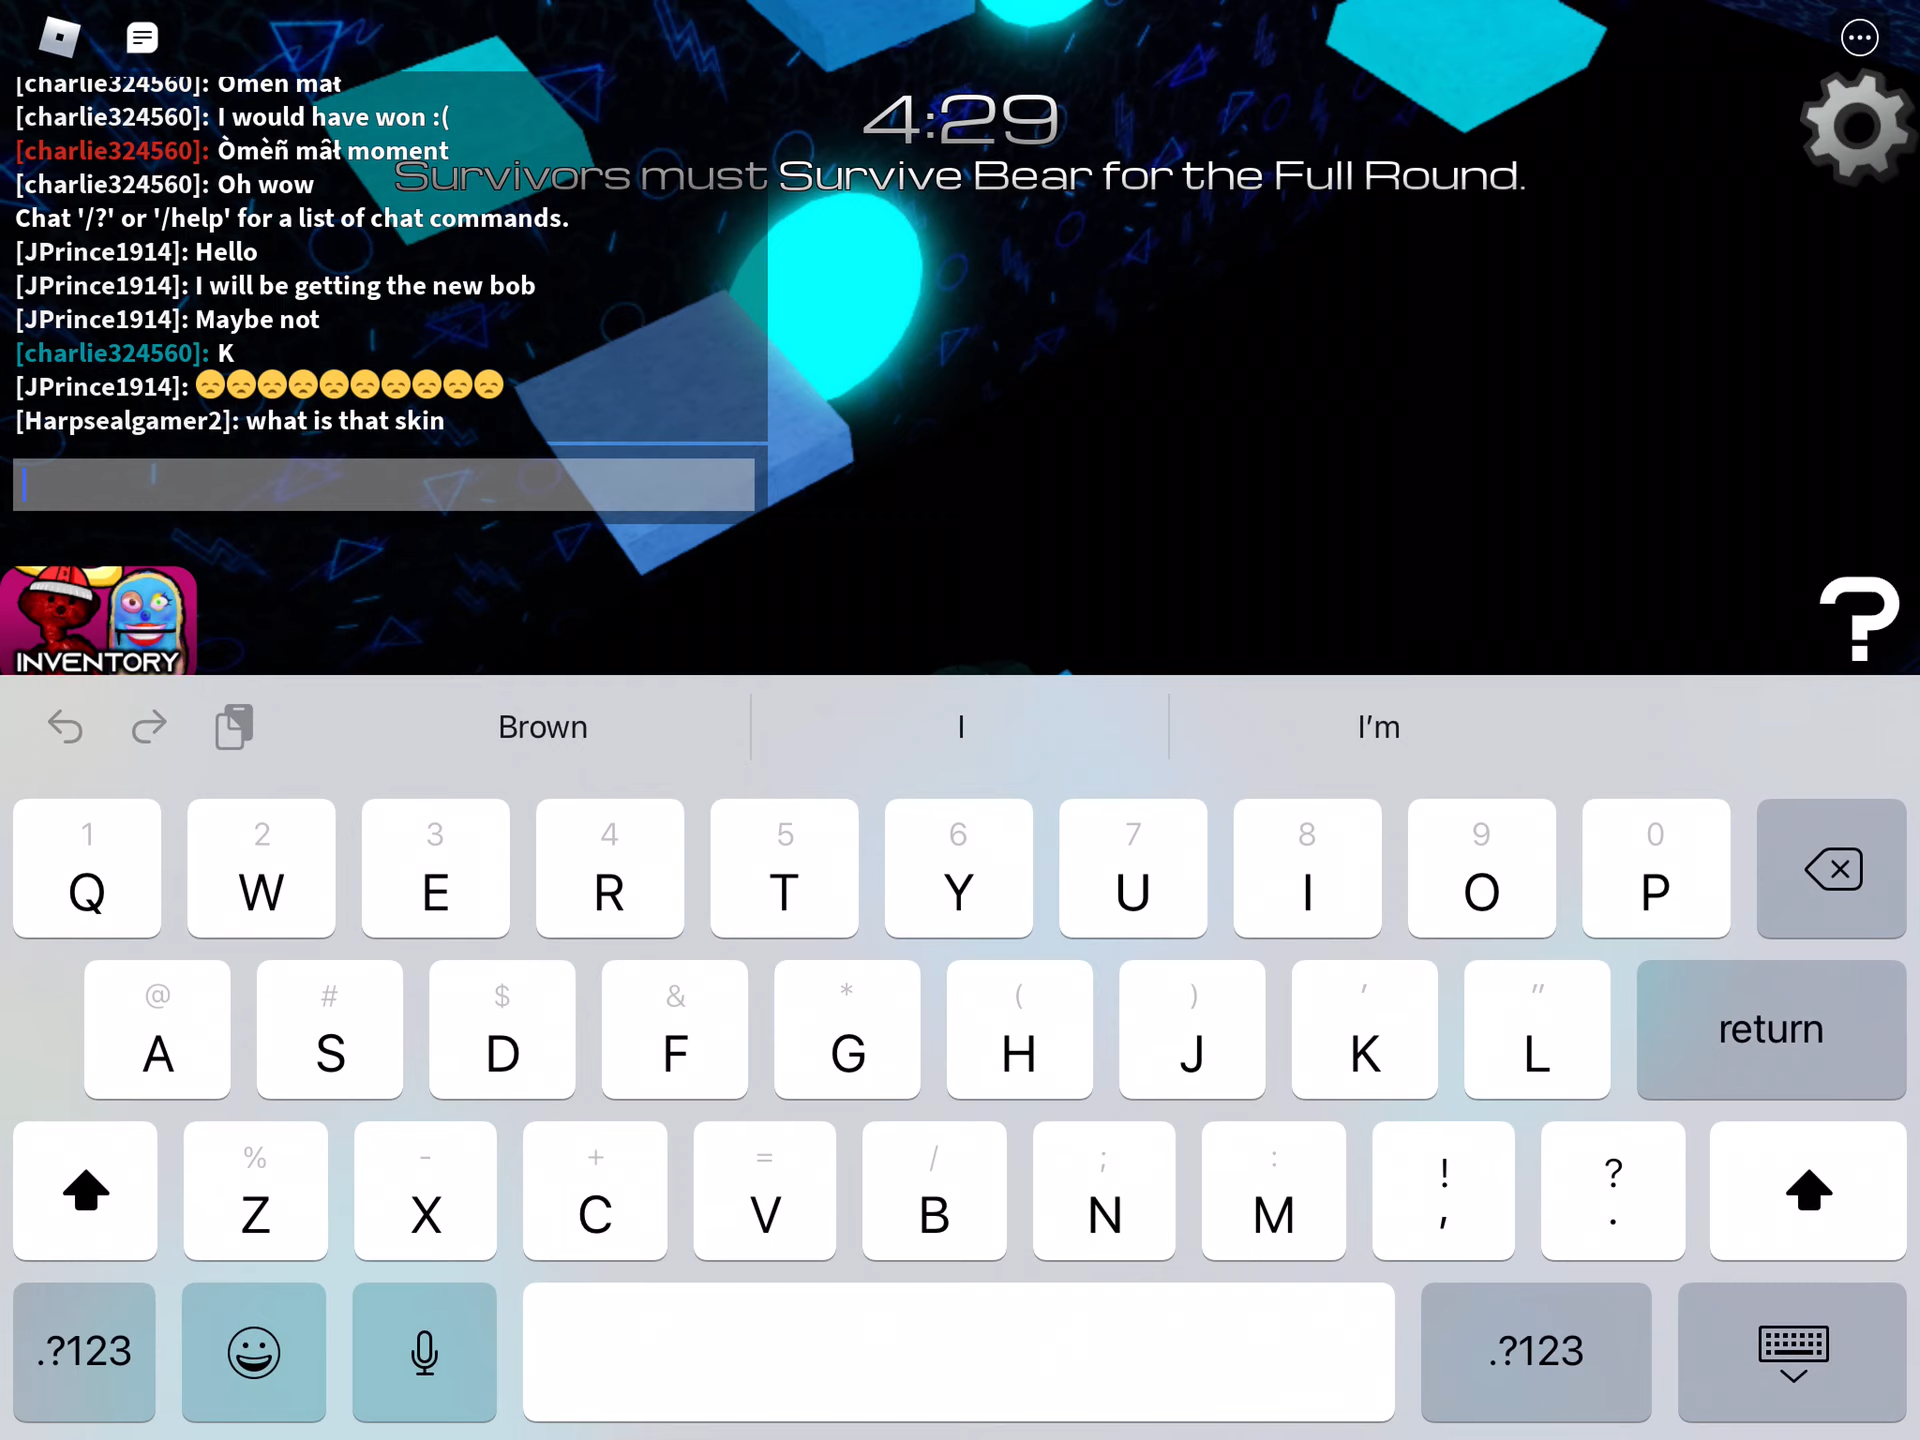 [charlie324560]: Omen mał
[charlie324560]: I would have won :(
[charlie324560]: Òmèñ mâł moment
[charlie324560]: Oh wow
Chat '/?' or '/help' for a list of chat commands.
[JPrince1914]: Hello
[JPrince1914]: I will be getting the new bob
[JPrince1914]: Maybe not
[charlie324560]: K
[JPrince1914]: 😞😞😞😞😞😞😞😞😞😞
[Harpsealgamer2]: what is that skin
4:29
Survivors must Survive Bear for the Full Round.
INVENTORY
?
Brown I I'm
1 2 3 4 5 6 7 8 9 0
Q W E R T Y U I O P
@ # $ & * ( ) ' "
A S D F G H J K L return
% - + = / ; : ! ?
Z X C V B N M , .
.?123 .?123